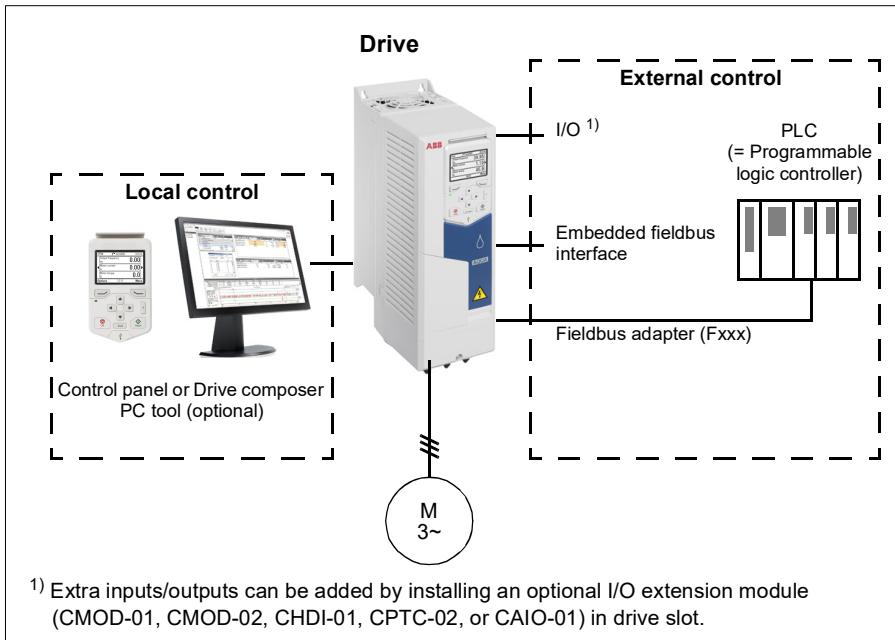 Drive
External control
I/O 1)
PLC
(= Programmable
logic controller)
Local control
ABB
Embedded fieldbus
interface
Fieldbus adapter (Fxxx)
Control panel or Drive composer
PC tool (optional)
M
3~
1) Extra inputs/outputs can be added by installing an optional I/O extension module
(CMOD-01, CMOD-02, CHDI-01, CPTC-02, or CAIO-01) in drive slot.